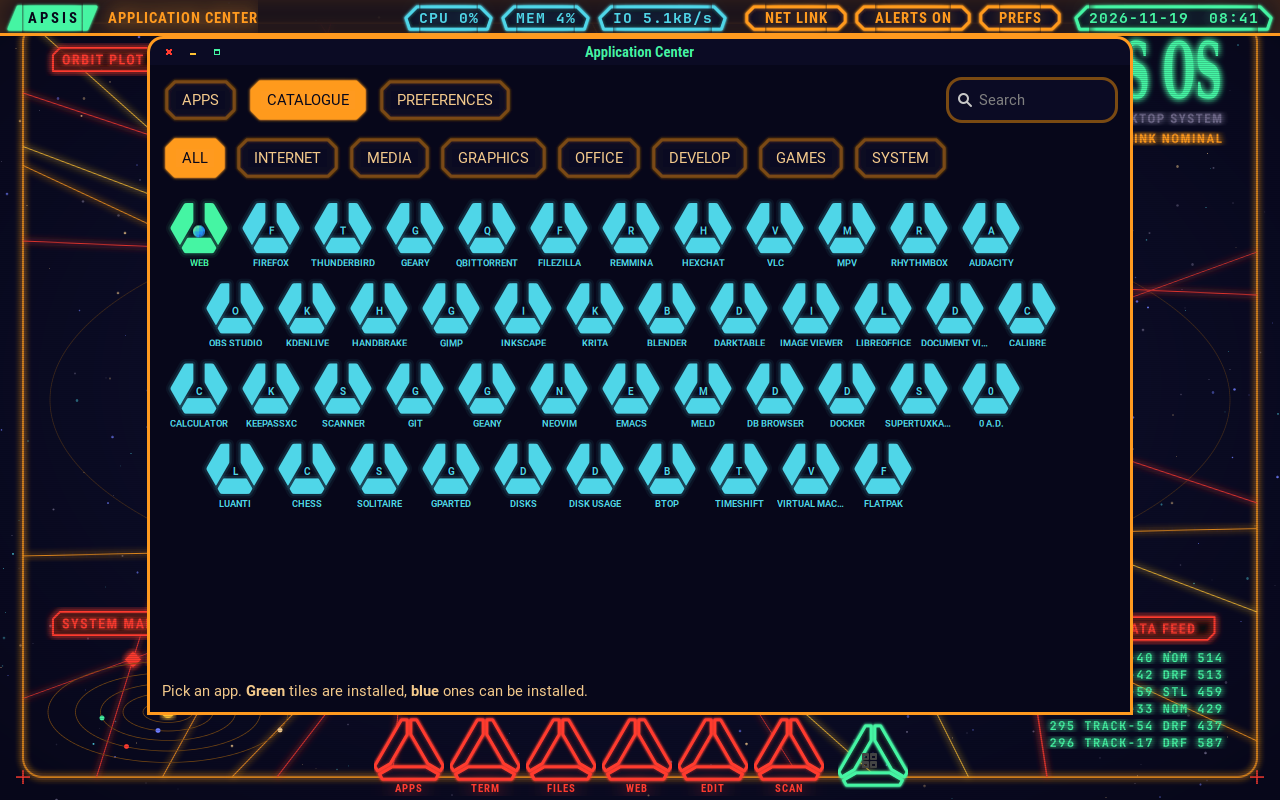 APSIS APPLICATION CENTER CPU 0% MEM 4% IO 5.1kB/s NET LINK ALERTS ON PREFS 2026-11-19 08:41
ORBIT PLOT
Application Center
S OS
KTOP SYSTEM
INK NOMINAL
APPS CATALOGUE PREFERENCES Search
ALL INTERNET MEDIA GRAPHICS OFFICE DEVELOP GAMES SYSTEM
F T G Q F R H V M R A
WEB FIREFOX THUNDERBIRD GEARY QBITTORRENT FILEZILLA REMMINA HEXCHAT VLC MPV RHYTHMBOX AUDACITY
O K H G I K B D I L D C
OBS STUDIO KDENLIVE HANDBRAKE GIMP INKSCAPE KRITA BLENDER DARKTABLE IMAGE VIEWER LIBREOFFICE DOCUMENT VI... CALIBRE
C K S G G N E M D D S 0
CALCULATOR KEEPASSXC SCANNER GIT GEANY NEOVIM EMACS MELD DB BROWSER DOCKER SUPERTUXKA... 0 A.D.
L C S G D D B T V F
LUANTI CHESS SOLITAIRE GPARTED DISKS DISK USAGE BTOP TIMESHIFT VIRTUAL MAC... FLATPAK
SYSTEM MA
ATA FEED
40 NOM 514
42 DRF 513
59 STL 459
33 NOM 429
295 TRACK-54 DRF 437
296 TRACK-17 DRF 587
Pick an app. Green tiles are installed, blue ones can be installed.
APPS TERM FILES WEB EDIT SCAN